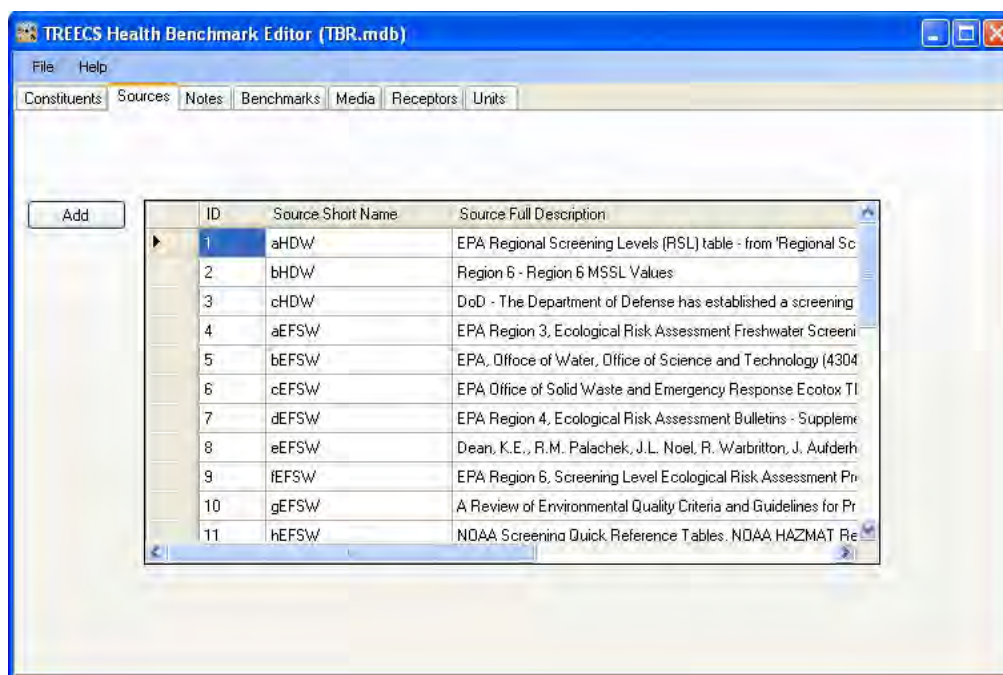 TREECS Health Benchmark Editor (TBR.mdb)
File Help
Constituents Sources Notes Benchmarks Media Receptors Units
Add
ID Source Short Name Source Full Description
1 aHDW EPA Regional Screening Levels (RSL) table - from 'Regional Sc
2 bHDW Region 6 - Region 6 MSSL Values
3 cHDW DoD - The Department of Defense has established a screening
4 aEFSW EPA Region 3, Ecological Risk Assessment Freshwater Screeni
5 bEFSW EPA, Offoce of Water, Office of Science and Technology (4304
6 cEFSW EPA Office of Solid Waste and Emergency Response Ecotox Tl
7 dEFSW EPA Region 4, Ecological Risk Assessment Bulletins - Suppleme
8 eEFSW Dean, K.E., R.M. Palachek, J.L. Noel, R. Warbritton, J. Aufderh
9 fEFSW EPA Region 6, Screening Level Ecological Risk Assessment Pr
10 gEFSW A Review of Environmental Quality Criteria and Guidelines for Pr
11 hEFSW NOAA Screening Quick Reference Tables. NOAA HAZMAT Re